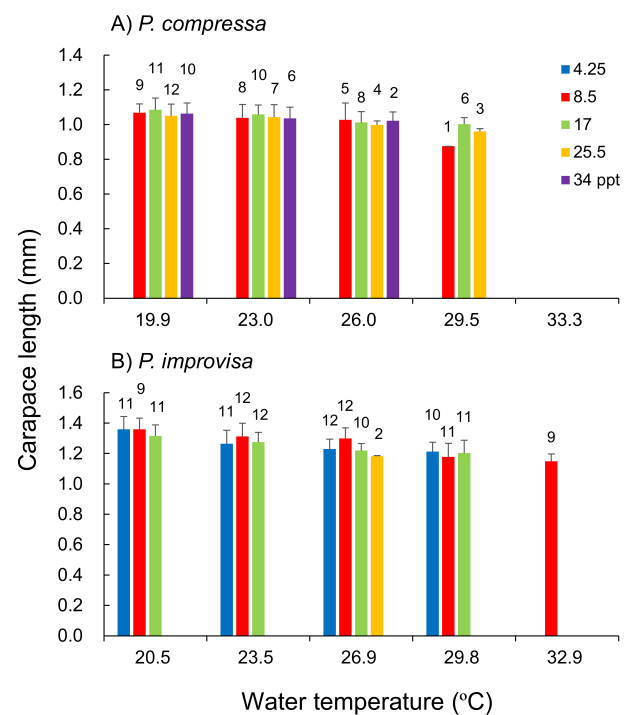 A) P. compressa
1.4
1.2
1.0
0.8
0.6
0.4
0.2
0.0
9 11 12 10
8 10 7 6
5 8 4 2
1 6 3
4.25
8.5
17
25.5
34 ppt
19.9 23.0 26.0 29.5 33.3
Carapace length (mm)
B) P. improvisa
1.6
1.4
1.2
1.0
0.8
0.6
0.4
0.2
0.0
11 9 11
11 12 12
12 12 10 2
10 11 11
9
20.5 23.5 26.9 29.8 32.9
Water temperature (ºC)